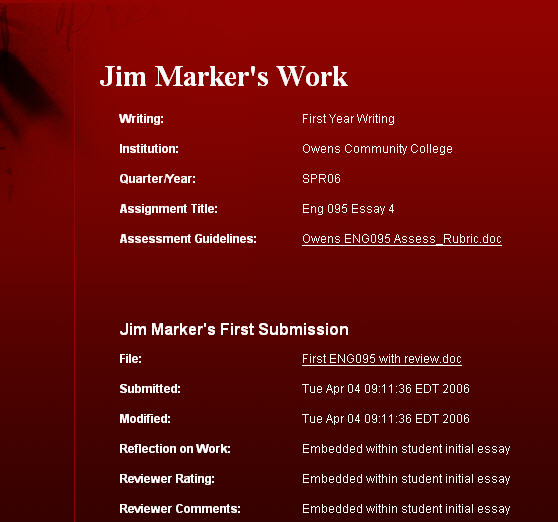 Jim Marker's Work
Writing: First Year Writing
Institution: Owens Community College
Quarter/Year: SPR06
Assignment Title: Eng 095 Essay 4
Assessment Guidelines: Owens ENG095 Assess_Rubric.doc
Jim Marker's First Submission
File: First ENG095 with review.doc
Submitted: Tue Apr 04 09:11:36 EDT 2006
Modified: Tue Apr 04 09:11:36 EDT 2006
Reflection on Work: Embedded within student initial essay
Reviewer Rating: Embedded within student initial essay
Reviewer Comments: Embedded within student initial essay